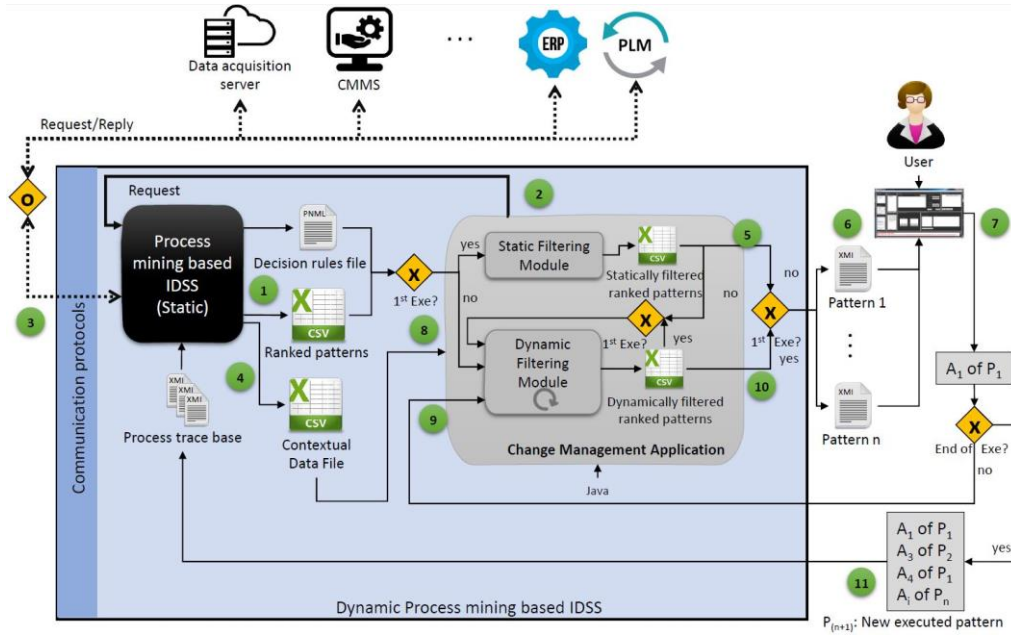 ERP
PLM
Data acquisition
server
CMMS
...
Request/Reply
User
O
Request
2
PNML
Process
mining based
IDSS
(Static)
Decision rules file
yes
Static Filtering
Module
CSV
5
6
7
XMI
Statically filtered
ranked patterns
no
Pattern 1
1
X
1st Exe?
no
no
X
3
CSV
8
X
1st Exe?
1st Exe?
yes
yes
Ranked patterns
4
Dynamic
Filtering
Module
CSV
10
XMI
A1 of P1
XMI
XMI
XMI
CSV
9
Dynamically filtered
ranked patterns
Pattern n
X
Process trace base
Contextual
Data File
Change Management Application
End of Exe?
no
Java
Communication protocols
A1 of P1
A3 of P2
A4 of P1
Ai of Pn
yes
11
Dynamic Process mining based IDSS
P(n+1): New executed pattern